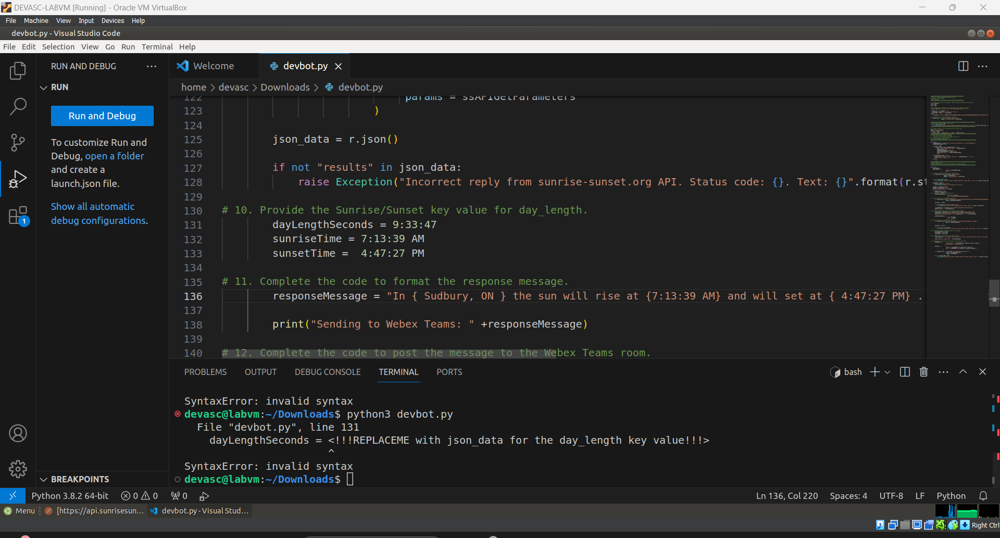 DEVASC-LABVM [Running] - Oracle VM VirtualBox
File Machine View Input Devices Help
devbot.py - Visual Studio Code
File Edit Selection View Go Run Terminal Help
RUN AND DEBUG ···
Welcome
devbot.py
home > devasc > Downloads > devbot.py
RUN
Run and Debug
To customize Run and
Debug, open a folder
and create a
launch.json file.
Show all automatic
debug configurations.
1
122 params = ssAPIGetParameters
123 )
124
125 json_data = r.json()
126
127 if not "results" in json_data:
128 raise Exception("Incorrect reply from sunrise-sunset.org API. Status code: {}. Text: {}".format(r.st
129
130 # 10. Provide the Sunrise/Sunset key value for day_length.
131 dayLengthSeconds = 9:33:47
132 sunriseTime = 7:13:39 AM
133 sunsetTime =  4:47:27 PM
134
135 # 11. Complete the code to format the response message.
136 responseMessage = "In { Sudbury, ON } the sun will rise at {7:13:39 AM} and will set at { 4:47:27 PM} .
137
138 print("Sending to Webex Teams: " +responseMessage)
139
140 # 12. Complete the code to post the message to the Webex Teams room.
PROBLEMS OUTPUT DEBUG CONSOLE TERMINAL PORTS
bash
SyntaxError: invalid syntax
devasc@labvm:~/Downloads$ python3 devbot.py
File "devbot.py", line 131
dayLengthSeconds = <!!!REPLACEME with json_data for the day_length key value!!!>
^
SyntaxError: invalid syntax
devasc@labvm:~/Downloads$
BREAKPOINTS
Python 3.8.2 64-bit 0 0 0
Ln 136, Col 220 Spaces: 4 UTF-8 LF Python
Menu [https://api.sunrisesun... devbot.py - Visual Stud...
Right Ctrl